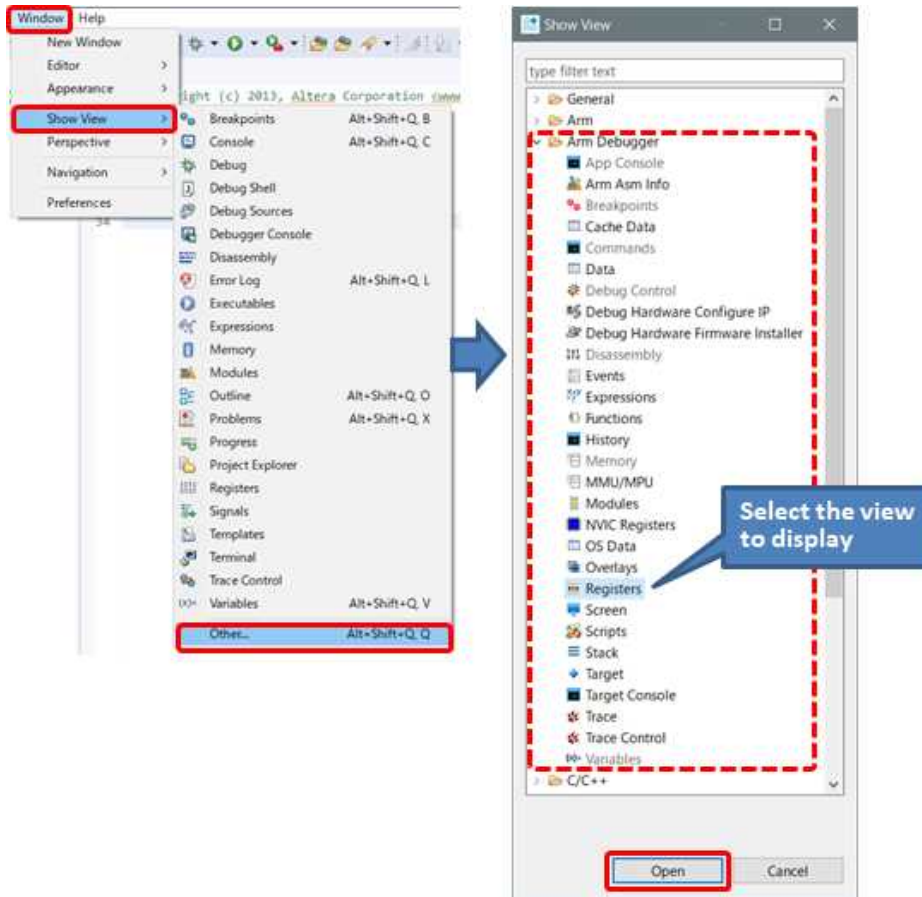 Window Help
New Window
Editor
Appearance
Show View
Perspective
Navigation
Preferences
ight (c) 2013, Altera Corporation (www
34
Breakpoints Alt+Shift+Q, B
Console Alt+Shift+Q, C
Debug
Debug Shell
Debug Sources
Debugger Console
Disassembly
Error Log Alt+Shift+Q, L
Executables
Expressions
Memory
Modules
Outline Alt+Shift+Q, O
Problems Alt+Shift+Q, X
Progress
Project Explorer
Registers
Signals
Templates
Terminal
Trace Control
Variables Alt+Shift+Q, V
Other... Alt+Shift+Q, Q
Show View
type filter text
General
Arm
Arm Debugger
App Console
Arm Asm Info
Breakpoints
Cache Data
Commands
Data
Debug Control
Debug Hardware Configure IP
Debug Hardware Firmware Installer
Disassembly
Events
Expressions
Functions
History
Memory
MMU/MPU
Modules
NVIC Registers
OS Data
Overlays
Registers
Screen
Scripts
Stack
Target
Target Console
Trace
Trace Control
Variables
C/C++
Select the view
to display
Open Cancel